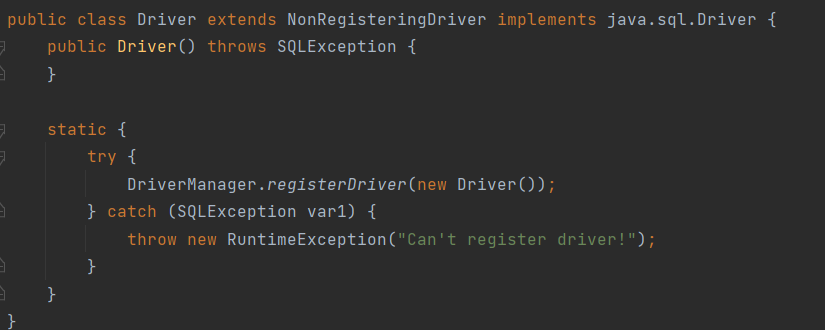 public class Driver extends NonRegisteringDriver implements java.sql.Driver {
    public Driver() throws SQLException {
    }

    static {
        try {
            DriverManager.registerDriver(new Driver());
        } catch (SQLException var1) {
            throw new RuntimeException("Can't register driver!");
        }
    }
}